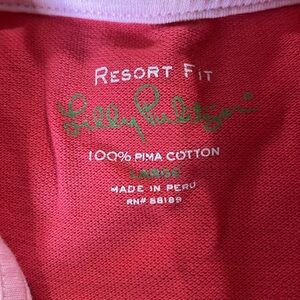 RESORT FIT
Lilly Pulitzer
100% PIMA COTTON
LARGE
MADE IN PERU
RN# 88189